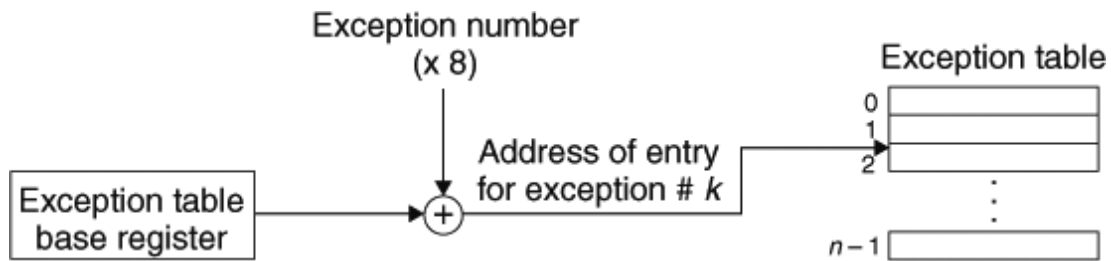 Exception number
(x 8)
Exception table
0
1
2
Address of entry
for exception # k
Exception table
base register
+
n – 1